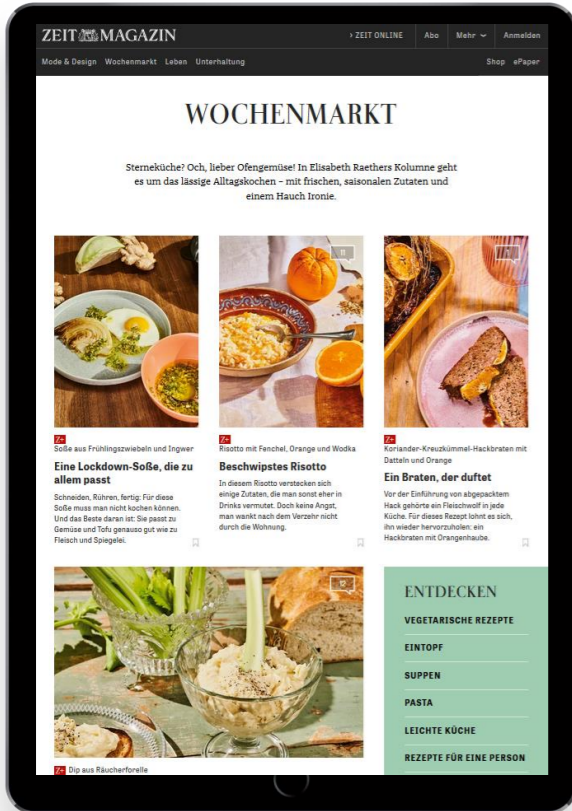 ZEIT MAGAZIN
› ZEIT ONLINE
Abo
Mehr
Anmelden
Mode & Design Wochenmarkt Leben Unterhaltung
Shop ePaper
WOCHENMARKT
Sterneküche? Och, lieber Ofengemüse! In Elisabeth Raethers Kolumne geht
es um das lässige Alltagskochen – mit frischen, saisonalen Zutaten und
einem Hauch Ironie.
Z+
Soße aus Frühlingszwiebeln und Ingwer
Eine Lockdown-Soße, die zu
allem passt
Schneiden, Rühren, fertig: Für diese
Soße muss man nicht kochen können.
Und das Beste daran ist: Sie passt zu
Gemüse und Tofu genauso gut wie zu
Fleisch und Spiegelei.
Z+
Risotto mit Fenchel, Orange und Wodka
Beschwipstes Risotto
In diesem Risotto verstecken sich
einige Zutaten, die man sonst eher in
Drinks vermutet. Doch keine Angst,
man wankt nach dem Verzehr nicht
durch die Wohnung.
Z+
Koriander-Kreuzkümmel-Hackbraten mit
Datteln und Orange
Ein Braten, der duftet
Vor der Einführung von abgepacktem
Hack gehörte ein Fleischwolf in jede
Küche. Für dieses Rezept lohnt es sich,
ihn wieder hervorzuholen: ein
Hackbraten mit Orangenhaube.
Z+ Dip aus Räucherforelle
ENTDECKEN
VEGETARISCHE REZEPTE
EINTOPF
SUPPEN
PASTA
LEICHTE KÜCHE
REZEPTE FÜR EINE PERSON